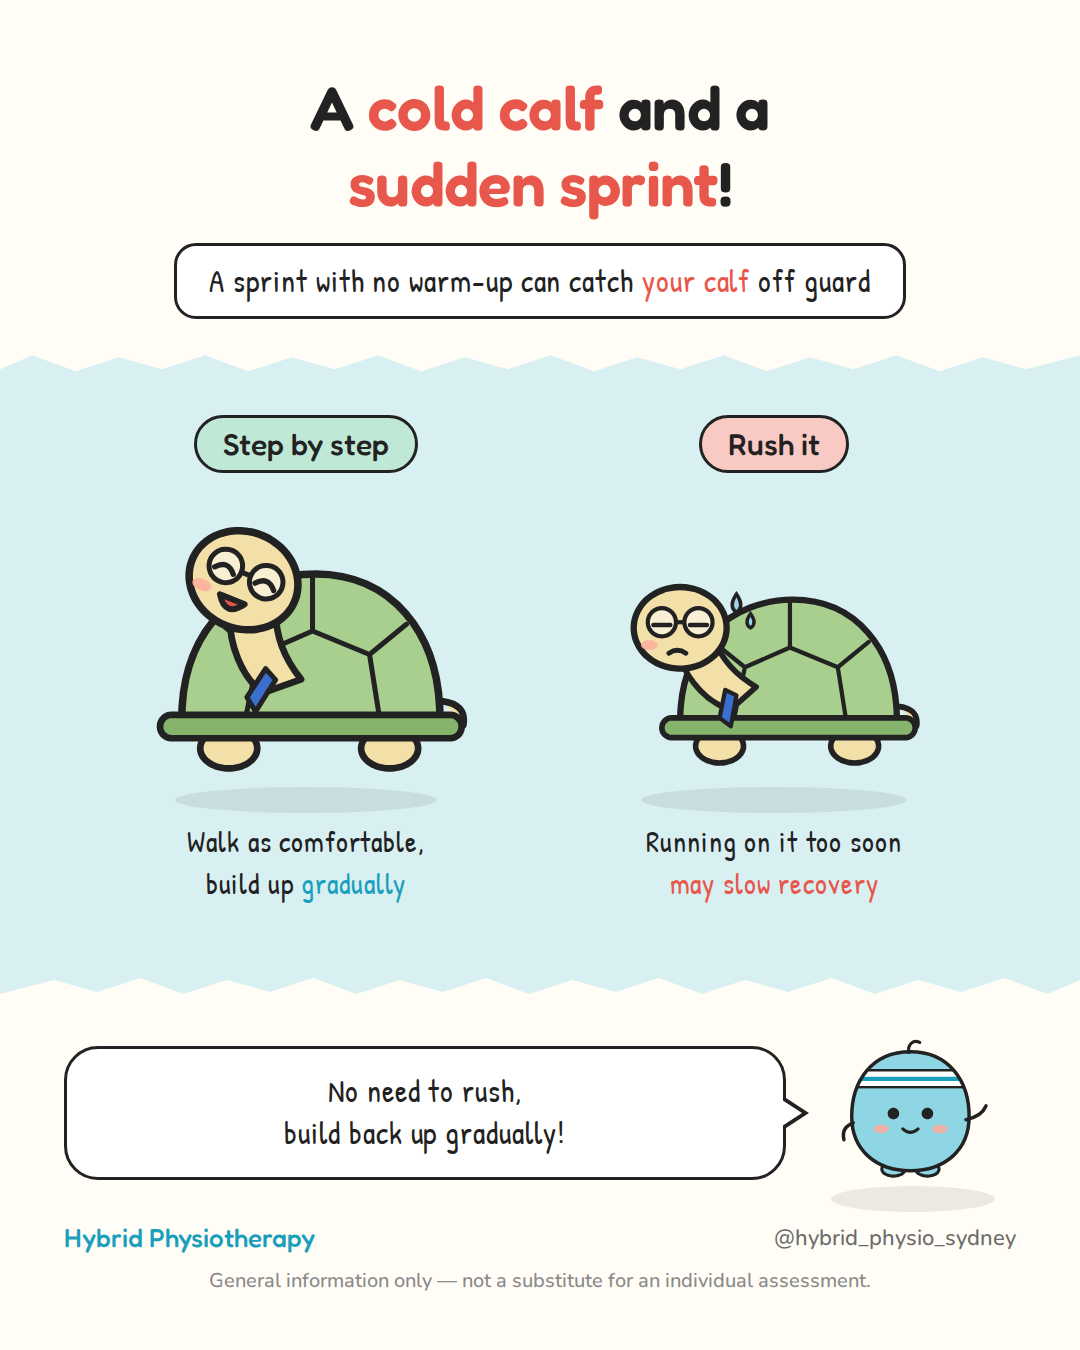 A cold calf and a
sudden sprint!
A sprint with no warm-up can catch your calf off guard
Step by step
Rush it
Walk as comfortable,
build up gradually
Running on it too soon
may slow recovery
No need to rush,
build back up gradually!
Hybrid Physiotherapy
@hybrid_physio_sydney
General information only — not a substitute for an individual assessment.